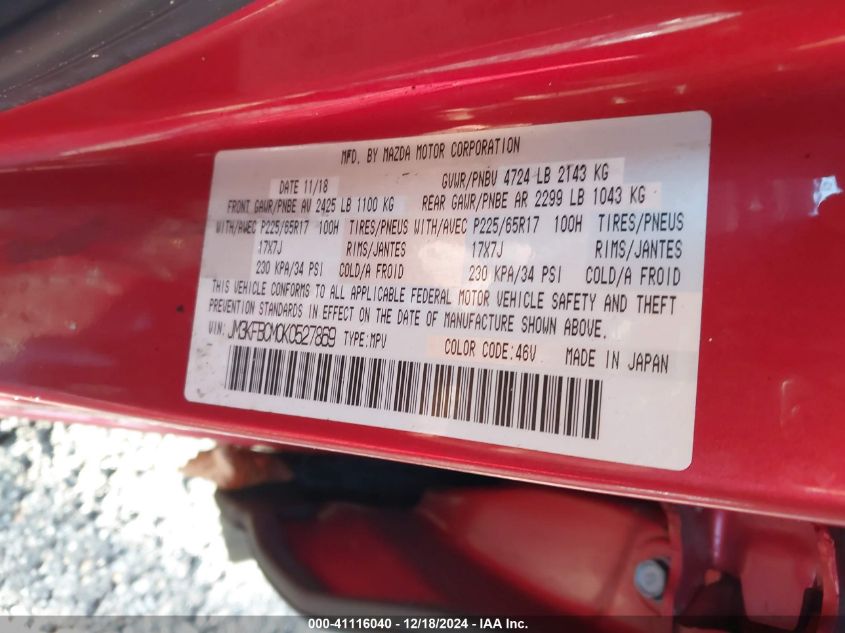 MFD. BY MAZDA MOTOR CORPORATION
DATE 11/18 GVWR/PNBV 4724 LB 2143 KG
FRONT GAWR/PNBE AV 2425 LB 1100 KG REAR GAWR/PNBE AR 2299 LB 1043 KG
WITH/AVEC P225/65R17 100H TIRES/PNEUS WITH/AVEC P225/65R17 100H TIRES/PNEUS
17X7J RIMS/JANTES 17X7J RIMS/JANTES
230 KPA/34 PSI COLD/A FROID 230 KPA/34 PSI COLD/A FROID
THIS VEHICLE CONFORMS TO ALL APPLICABLE FEDERAL MOTOR VEHICLE SAFETY AND THEFT
PREVENTION STANDARDS IN EFFECT ON THE DATE OF MANUFACTURE SHOWN ABOVE.
VIN: JM3KFBCM0K0527869 TYPE:MPV COLOR CODE:46V MADE IN JAPAN
000-41116040 - 12/18/2024 - IAA Inc.